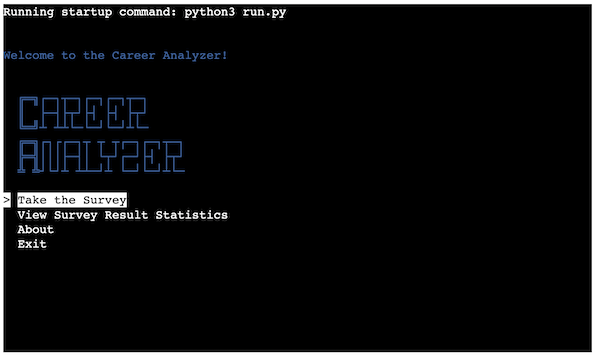 Running startup command: python3 run.py
Welcome to the Career Analyzer!
CAREER
ANALYZER
> Take the Survey
View Survey Result Statistics
About
Exit